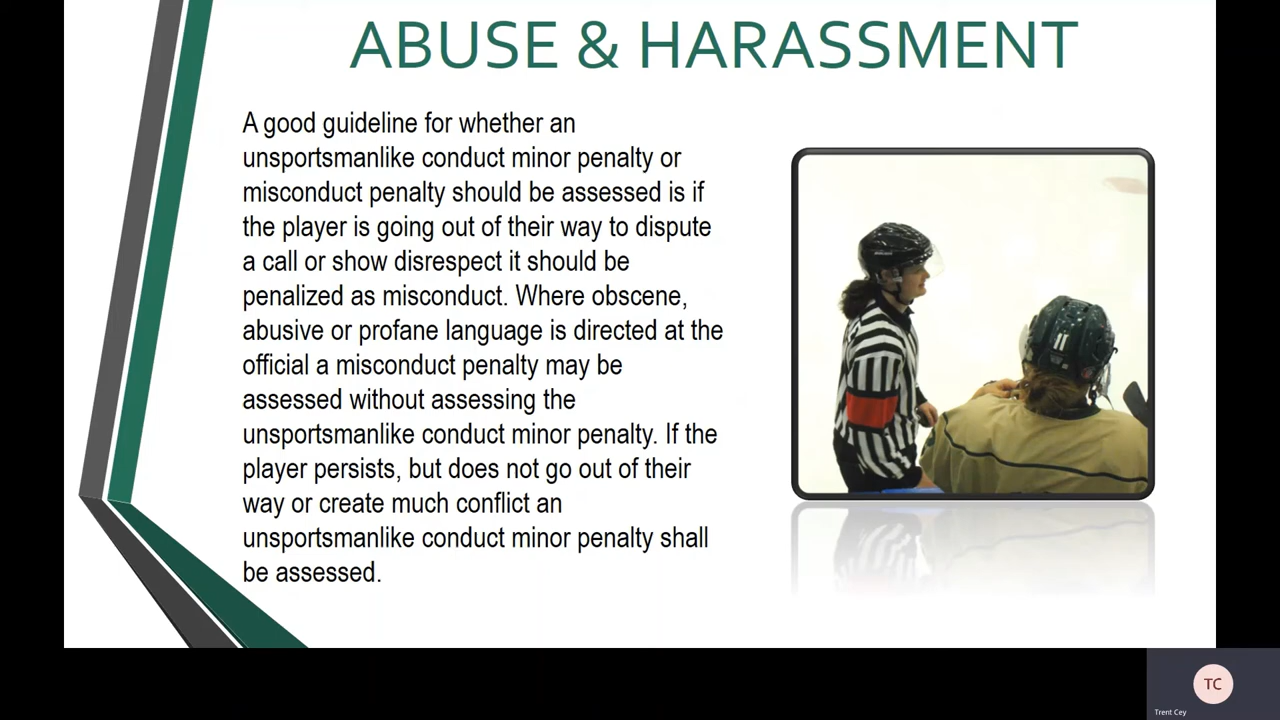 ABUSE & HARASSMENT
A good guideline for whether an
unsportsmanlike conduct minor penalty or
misconduct penalty should be assessed is if
the player is going out of their way to dispute
a call or show disrespect it should be
penalized as misconduct. Where obscene,
abusive or profane language is directed at the
official a misconduct penalty may be
assessed without assessing the
unsportsmanlike conduct minor penalty. If the
player persists, but does not go out of their
way or create much conflict an
unsportsmanlike conduct minor penalty shall
be assessed.
TC
Trent Cey